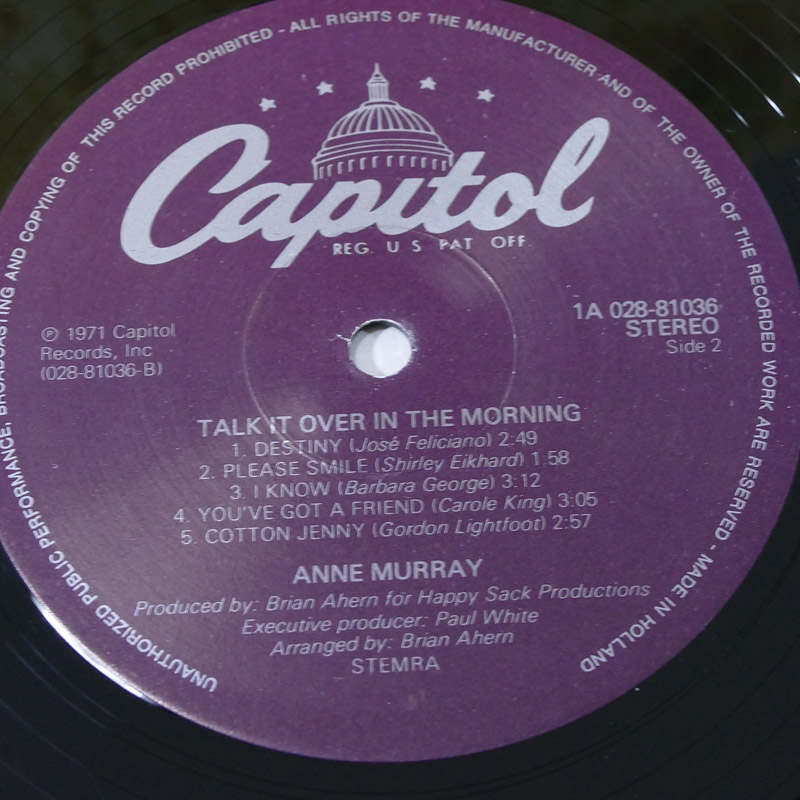 UNAUTHORIZED PUBLIC PERFORMANCE, BROADCASTING AND COPYING OF THIS RECORD PROHIBITED - ALL RIGHTS OF THE MANUFACTURER AND OF THE OWNER OF THE RECORDED WORK ARE RESERVED - MADE IN HOLLAND
Capitol
REG. U S PAT OFF.
℗ 1971 Capitol
Records, Inc
(028-81036-B)
1A 028-81036
STEREO
Side 2
TALK IT OVER IN THE MORNING
1. DESTINY (José Feliciano) 2:49
2. PLEASE SMILE (Shirley Eikhard) 1:58
3. I KNOW (Barbara George) 3:12
4. YOU'VE GOT A FRIEND (Carole King) 3:05
5. COTTON JENNY (Gordon Lightfoot) 2:57
ANNE MURRAY
Produced by: Brian Ahern for Happy Sack Productions
Executive producer: Paul White
Arranged by: Brian Ahern
STEMRA